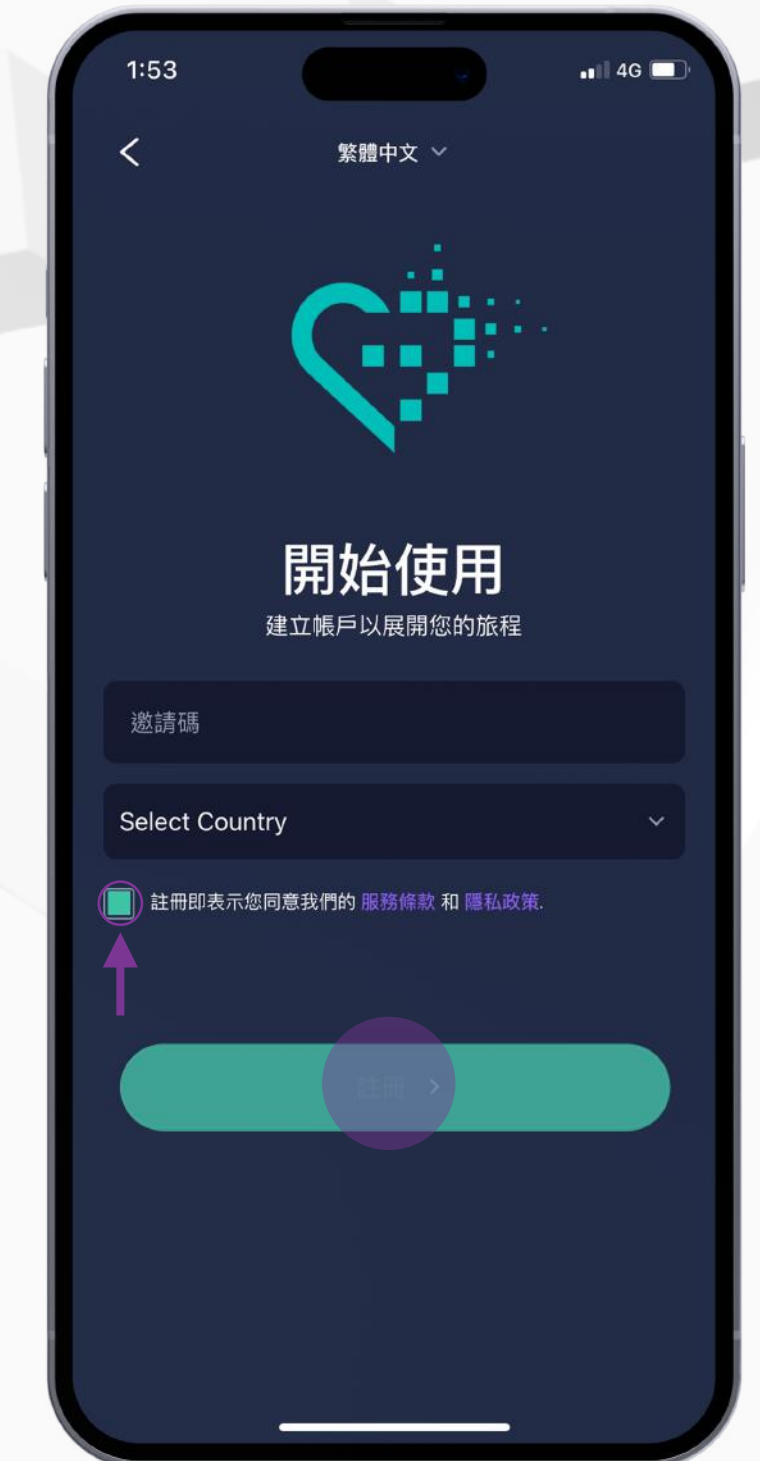 1:53
4G
繁體中文
開始使用
建立帳戶以展開您的旅程
邀請碼
Select Country
註冊即表示您同意我們的 服務條款 和 隱私政策.
註冊 >